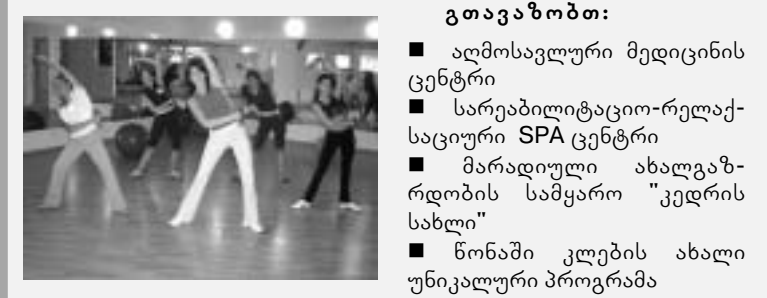 გთავაზობთ:
■ აღმოსავლური მედიცინის
ცენტრი
■ სარეაბილიტაციო-რელაქ-
საციური SPA ცენტრი
■ მარადიული ახალგაზ-
რდობის სამყარო "კედრის
სახლი"
■ წონაში კლების ახალი
უნიკალური პროგრამა